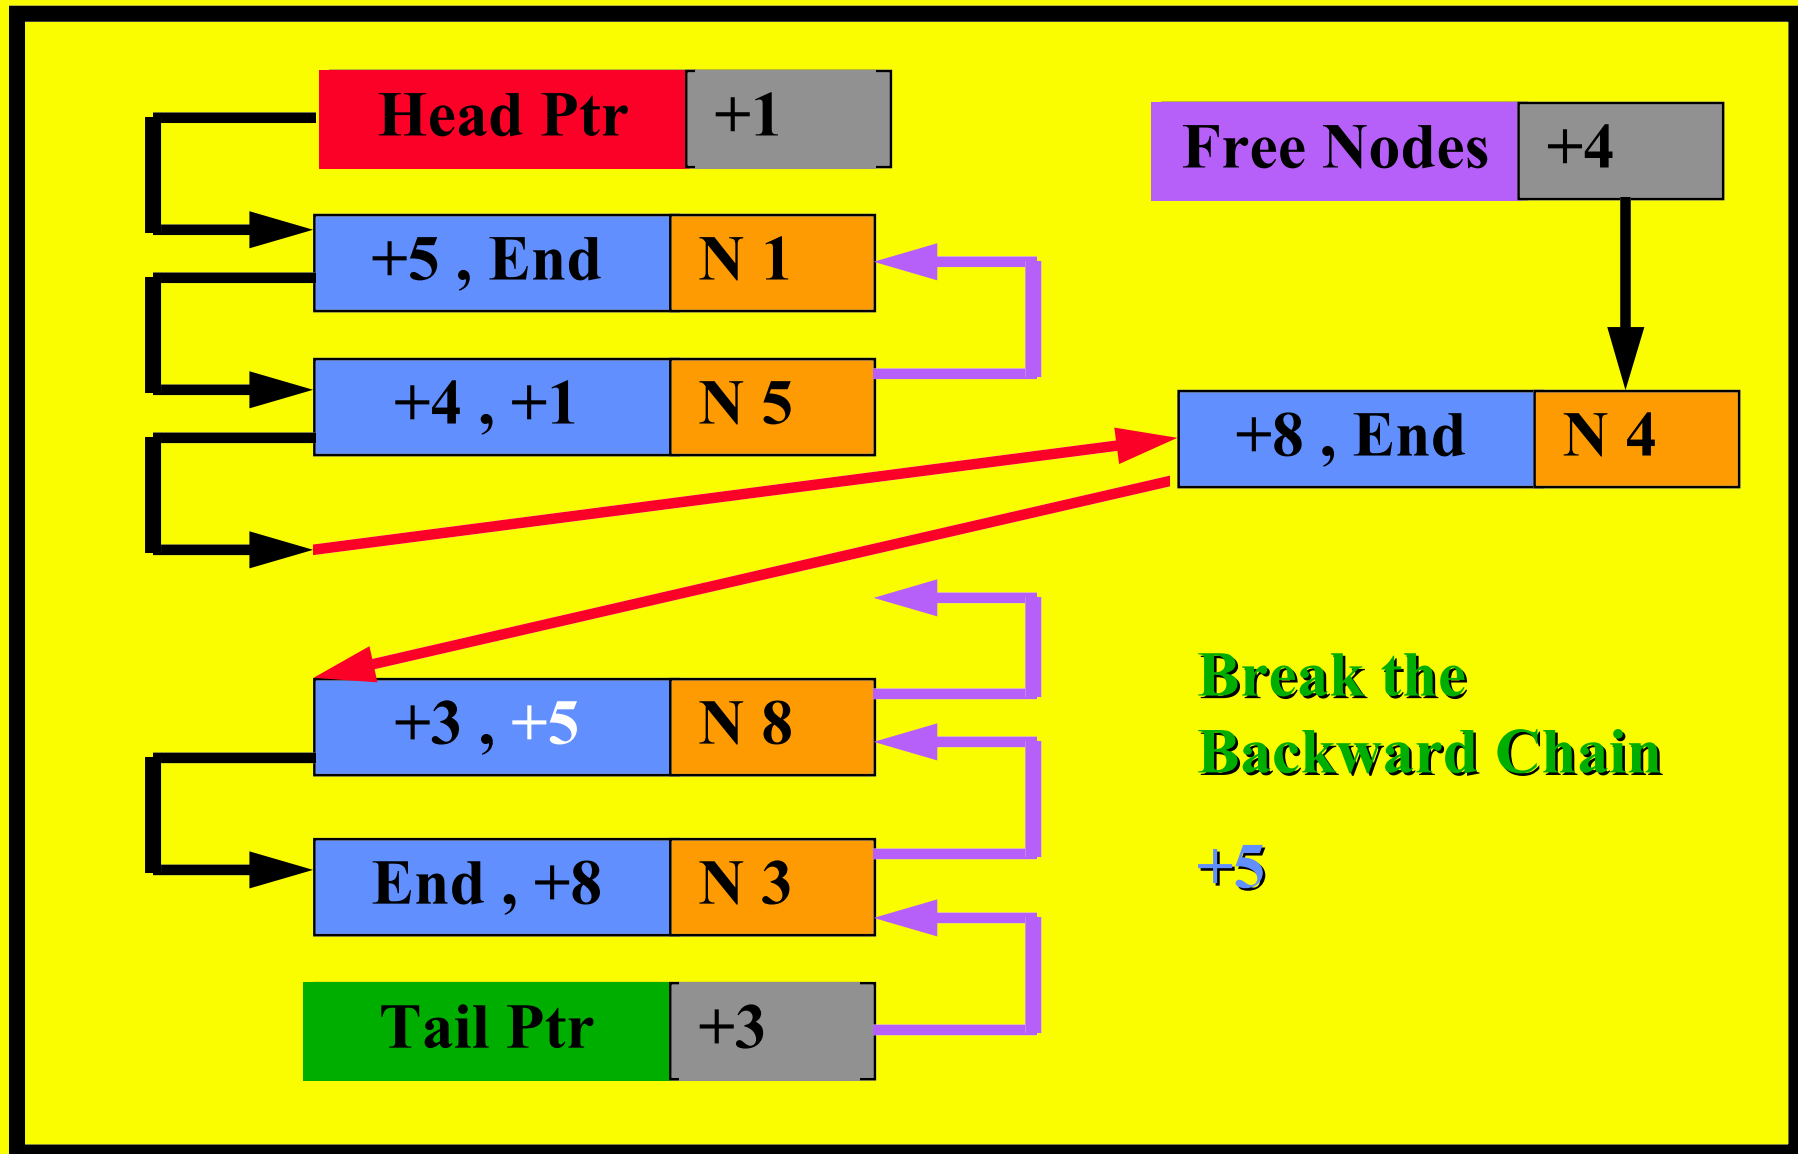 Head Ptr +1
Free Nodes +4
+5 , End N 1
+4 , +1 N 5
+8 , End N 4
+3 , +5 N 8
Break the
Backward Chain
+5
End , +8 N 3
Tail Ptr +3